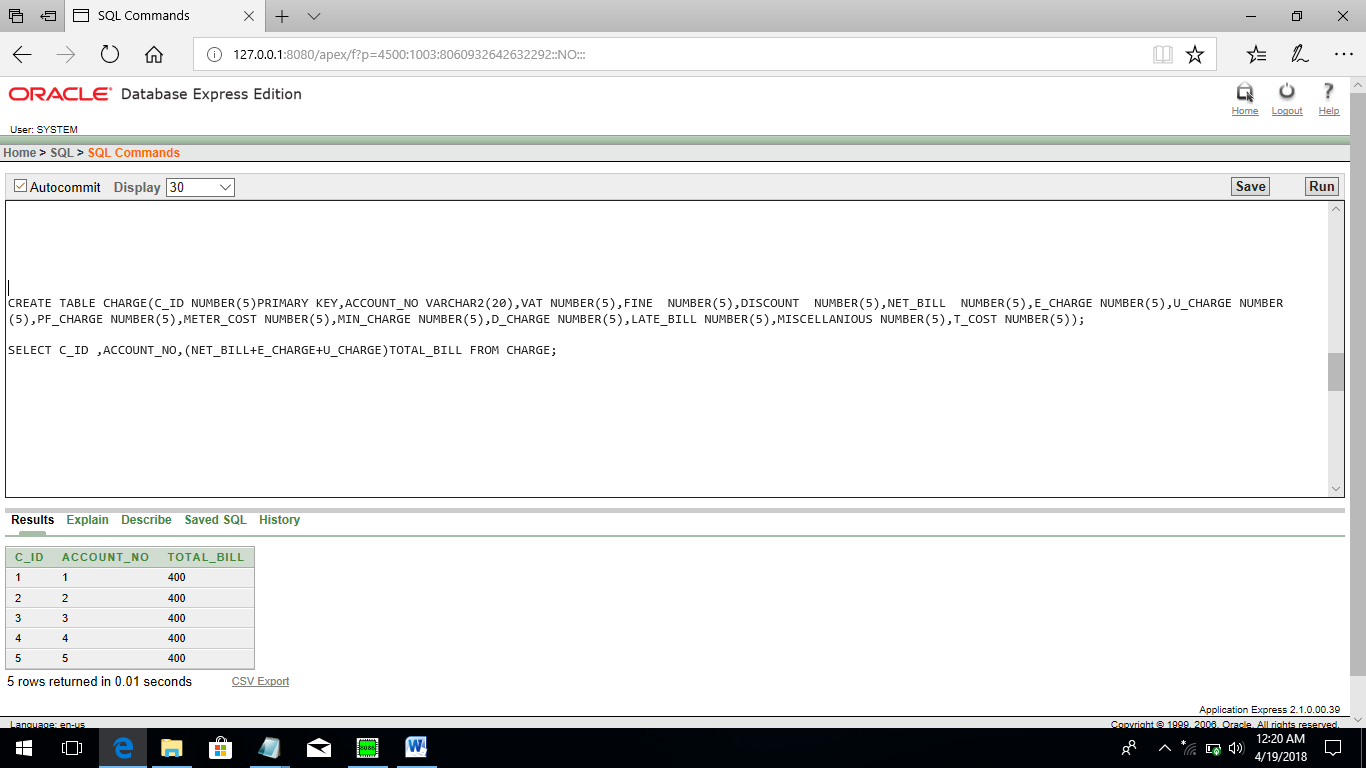 SQL Commands
127.0.0.1:8080/apex/f?p=4500:1003:8060932642632292::NO:::
ORACLE Database Express Edition
Home Logout Help
User: SYSTEM
Home > SQL > SQL Commands
Autocommit Display 30 Save Run
CREATE TABLE CHARGE(C_ID NUMBER(5)PRIMARY KEY,ACCOUNT_NO VARCHAR2(20),VAT NUMBER(5),FINE  NUMBER(5),DISCOUNT  NUMBER(5),NET_BILL  NUMBER(5),E_CHARGE NUMBER(5),U_CHARGE NUMBER
(5),PF_CHARGE NUMBER(5),METER_COST NUMBER(5),MIN_CHARGE NUMBER(5),D_CHARGE NUMBER(5),LATE_BILL NUMBER(5),MISCELLANIOUS NUMBER(5),T_COST NUMBER(5));
SELECT C_ID ,ACCOUNT_NO,(NET_BILL+E_CHARGE+U_CHARGE)TOTAL_BILL FROM CHARGE;
Results Explain Describe Saved SQL History
C_ID ACCOUNT_NO TOTAL_BILL
1 1 400
2 2 400
3 3 400
4 4 400
5 5 400
5 rows returned in 0.01 seconds CSV Export
Application Express 2.1.0.00.39
Language: en-us Copyright © 1999, 2006, Oracle. All rights reserved.
8086
12:20 AM
4/19/2018